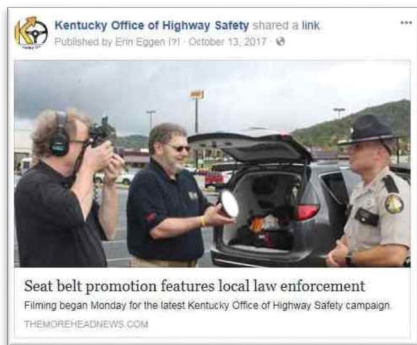 Kentucky Office of Highway Safety shared a link.
Published by Erin Eggen [?] · October 13, 2017 ·
Seat belt promotion features local law enforcement
Filming began Monday for the latest Kentucky Office of Highway Safety campaign.
THEMOREHEADNEWS.COM